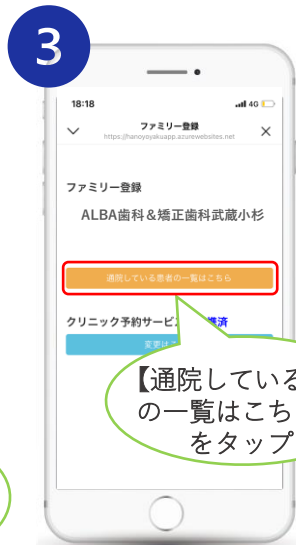 3
18:18
4G
ファミリー登録
https://hanoyoyakuapp.azurewebsites.net
ファミリー登録
ALBA歯科&矯正歯科武蔵小杉
通院している患者の一覧はこちら
クリニック予約サービ
携済
変更は
【通院している
の一覧はこち
をタップ